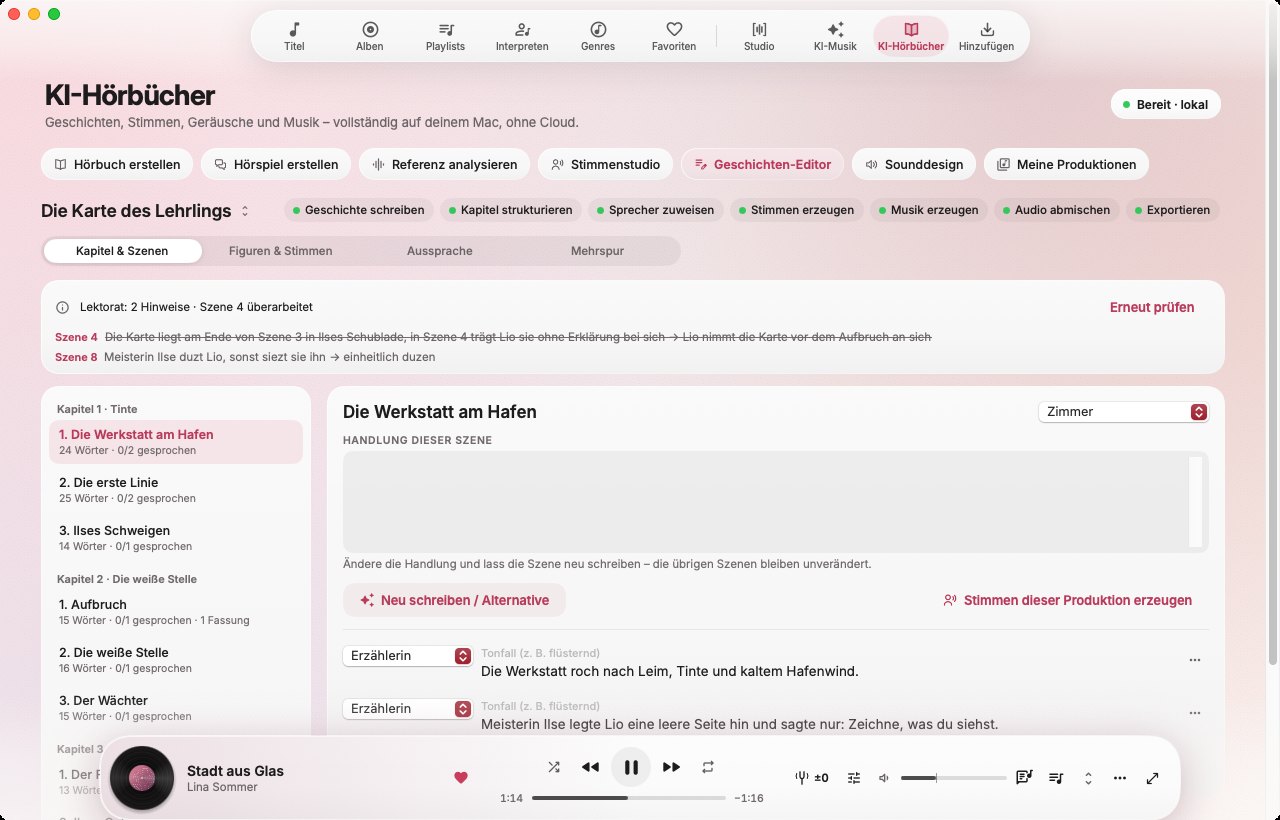 Titel
Alben
Playlists
Interpreten
Genres
Favoriten
Studio
KI-Musik
KI-Hörbücher
Hinzufügen
KI-Hörbücher
Geschichten, Stimmen, Geräusche und Musik – vollständig auf deinem Mac, ohne Cloud.
Bereit · lokal
Hörbuch erstellen
Hörspiel erstellen
Referenz analysieren
Stimmenstudio
Geschichten-Editor
Sounddesign
Meine Produktionen
Die Karte des Lehrlings
Geschichte schreiben
Kapitel strukturieren
Sprecher zuweisen
Stimmen erzeugen
Musik erzeugen
Audio abmischen
Exportieren
Kapitel & Szenen
Figuren & Stimmen
Aussprache
Mehrspur
Lektorat: 2 Hinweise · Szene 4 überarbeitet
Erneut prüfen
Szene 4 Die Karte liegt am Ende von Szene 3 in Ilses Schublade, in Szene 4 trägt Lio sie ohne Erklärung bei sich → Lio nimmt die Karte vor dem Aufbruch an sich
Szene 8 Meisterin Ilse duzt Lio, sonst siezt sie ihn → einheitlich duzen
Kapitel 1 · Tinte
1. Die Werkstatt am Hafen
24 Wörter · 0/2 gesprochen
2. Die erste Linie
25 Wörter · 0/2 gesprochen
3. Ilses Schweigen
14 Wörter · 0/1 gesprochen
Kapitel 2 · Die weiße Stelle
1. Aufbruch
15 Wörter · 0/1 gesprochen · 1 Fassung
2. Die weiße Stelle
16 Wörter · 0/1 gesprochen
3. Der Wächter
15 Wörter · 0/1 gesprochen
Kapitel 3
1. Der
13 Wörte
Die Werkstatt am Hafen
Zimmer
HANDLUNG DIESER SZENE
Ändere die Handlung und lass die Szene neu schreiben – die übrigen Szenen bleiben unverändert.
Neu schreiben / Alternative
Stimmen dieser Produktion erzeugen
Erzählerin
Tonfall (z. B. flüsternd)
Die Werkstatt roch nach Leim, Tinte und kaltem Hafenwind.
Erzählerin
Tonfall (z. B. flüsternd)
Meisterin Ilse legte Lio eine leere Seite hin und sagte nur: Zeichne, was du siehst.
Stadt aus Glas
Lina Sommer
1:14
−1:16
±0